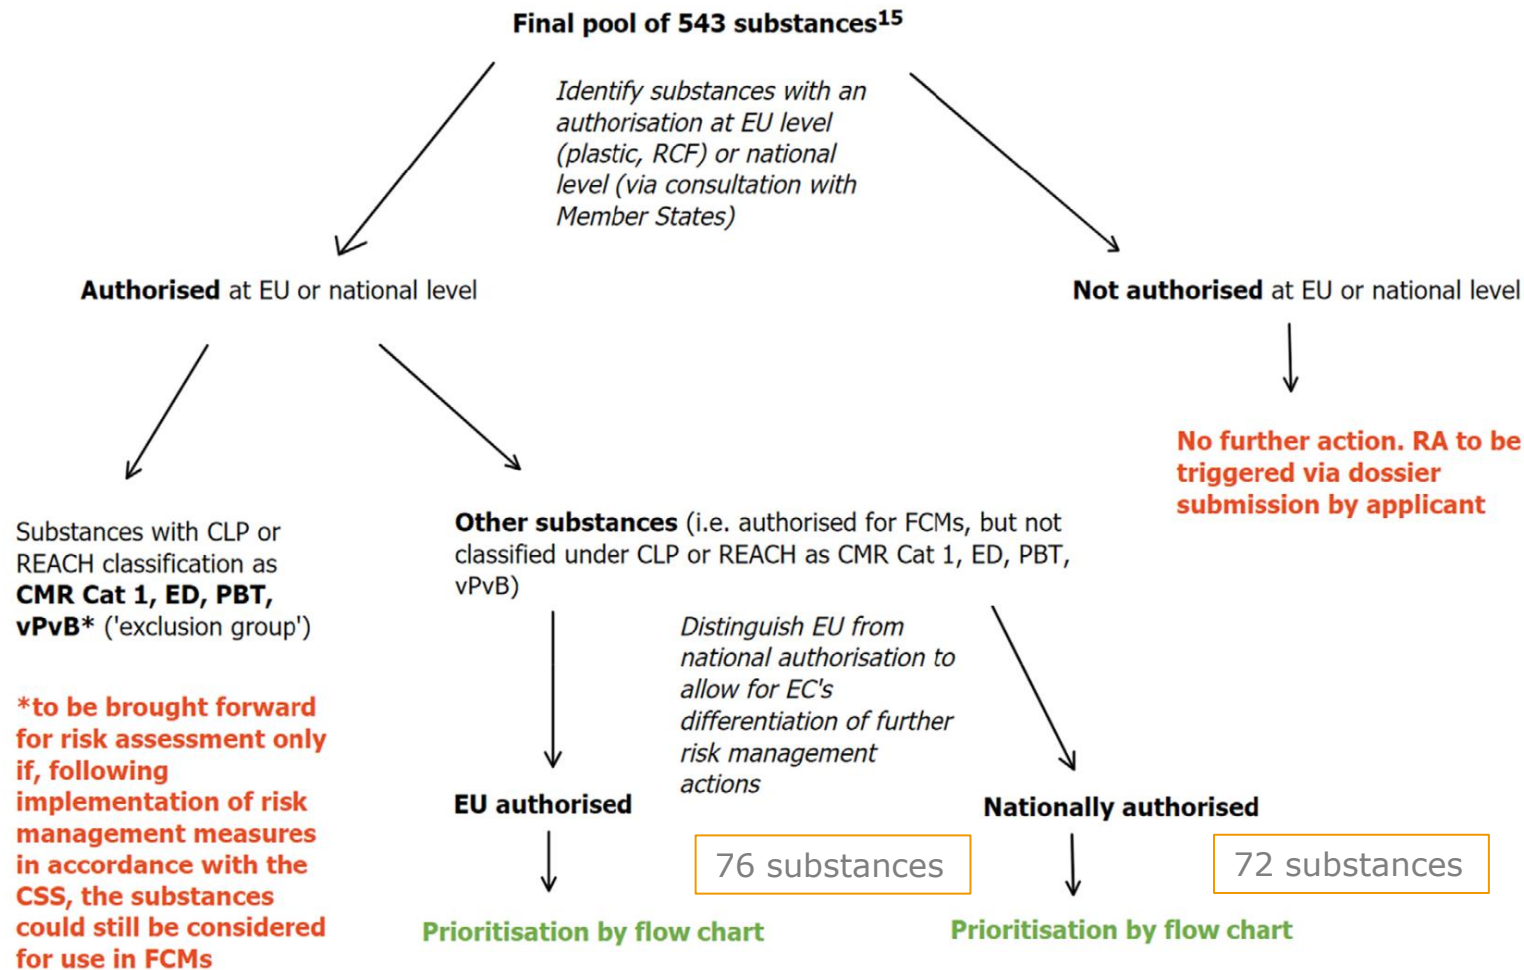 Final pool of 543 substances15
Identify substances with an
authorisation at EU level
(plastic, RCF) or national
level (via consultation with
Member States)
Authorised at EU or national level
Not authorised at EU or national level
No further action. RA to be
triggered via dossier
submission by applicant
Substances with CLP or
REACH classification as
CMR Cat 1, ED, PBT,
vPvB* ('exclusion group')
Other substances (i.e. authorised for FCMs, but not
classified under CLP or REACH as CMR Cat 1, ED, PBT,
vPvB)
Distinguish EU from
national authorisation to
allow for EC's
differentiation of further
risk management
actions
*to be brought forward
for risk assessment only
if, following
implementation of risk
management measures
in accordance with the
CSS, the substances
could still be considered
for use in FCMs
EU authorised
Nationally authorised
76 substances
72 substances
Prioritisation by flow chart
Prioritisation by flow chart